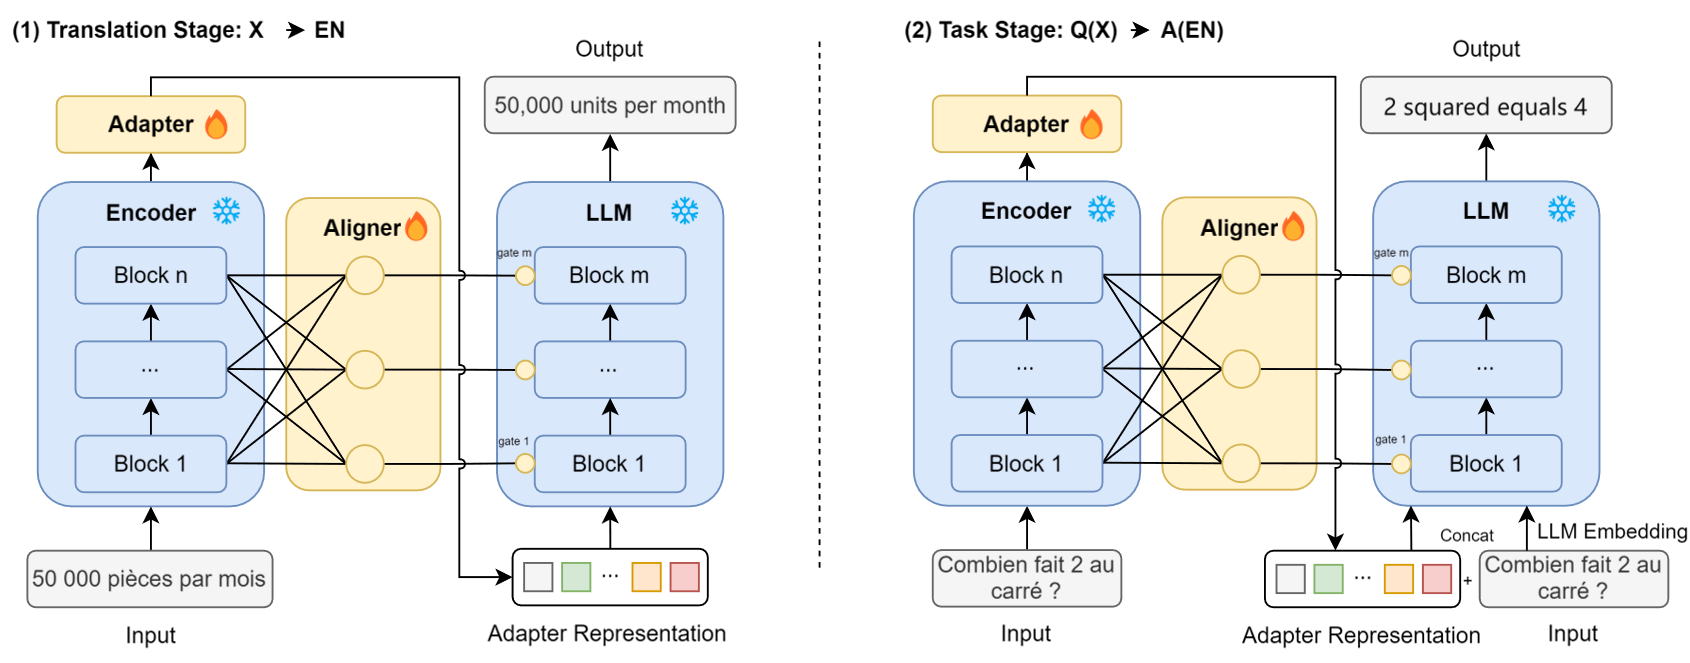 (1) Translation Stage: X → EN
Output
Adapter
50,000 units per month
Encoder
Aligner
LLM
gate m
Block n
Block m
...
...
gate 1
Block 1
Block 1
50 000 pièces par mois
...
Input
Adapter Representation
(2) Task Stage: Q(X) → A(EN)
Output
Adapter
2 squared equals 4
Encoder
Aligner
LLM
gate m
Block n
Block m
...
...
gate 1
Block 1
Block 1
Concat
LLM Embedding
Combien fait 2 au
carré ?
...
+
Combien fait 2 au
carré ?
Input
Adapter Representation
Input